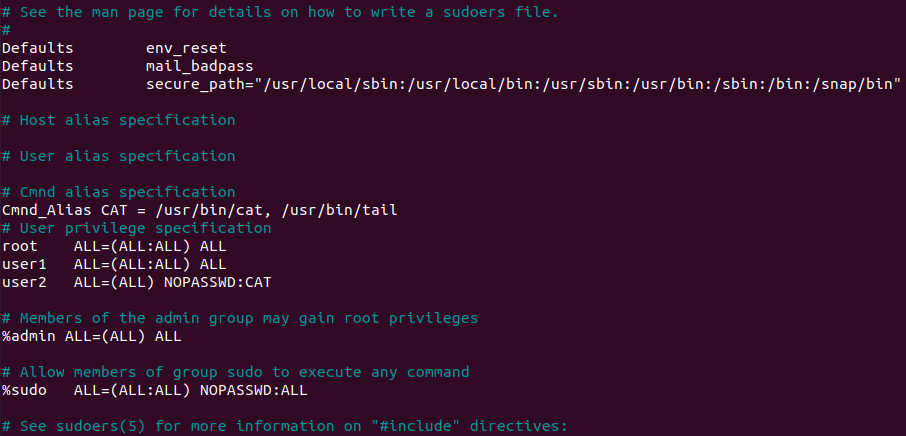 # See the man page for details on how to write a sudoers file.
#
Defaults        env_reset
Defaults        mail_badpass
Defaults        secure_path="/usr/local/sbin:/usr/local/bin:/usr/sbin:/usr/bin:/sbin:/bin:/snap/bin"
# Host alias specification
# User alias specification
# Cmnd alias specification
Cmnd_Alias CAT = /usr/bin/cat, /usr/bin/tail
# User privilege specification
root    ALL=(ALL:ALL) ALL
user1   ALL=(ALL:ALL) ALL
user2   ALL=(ALL) NOPASSWD:CAT
# Members of the admin group may gain root privileges
%admin ALL=(ALL) ALL
# Allow members of group sudo to execute any command
%sudo   ALL=(ALL:ALL) NOPASSWD:ALL
# See sudoers(5) for more information on "#include" directives: